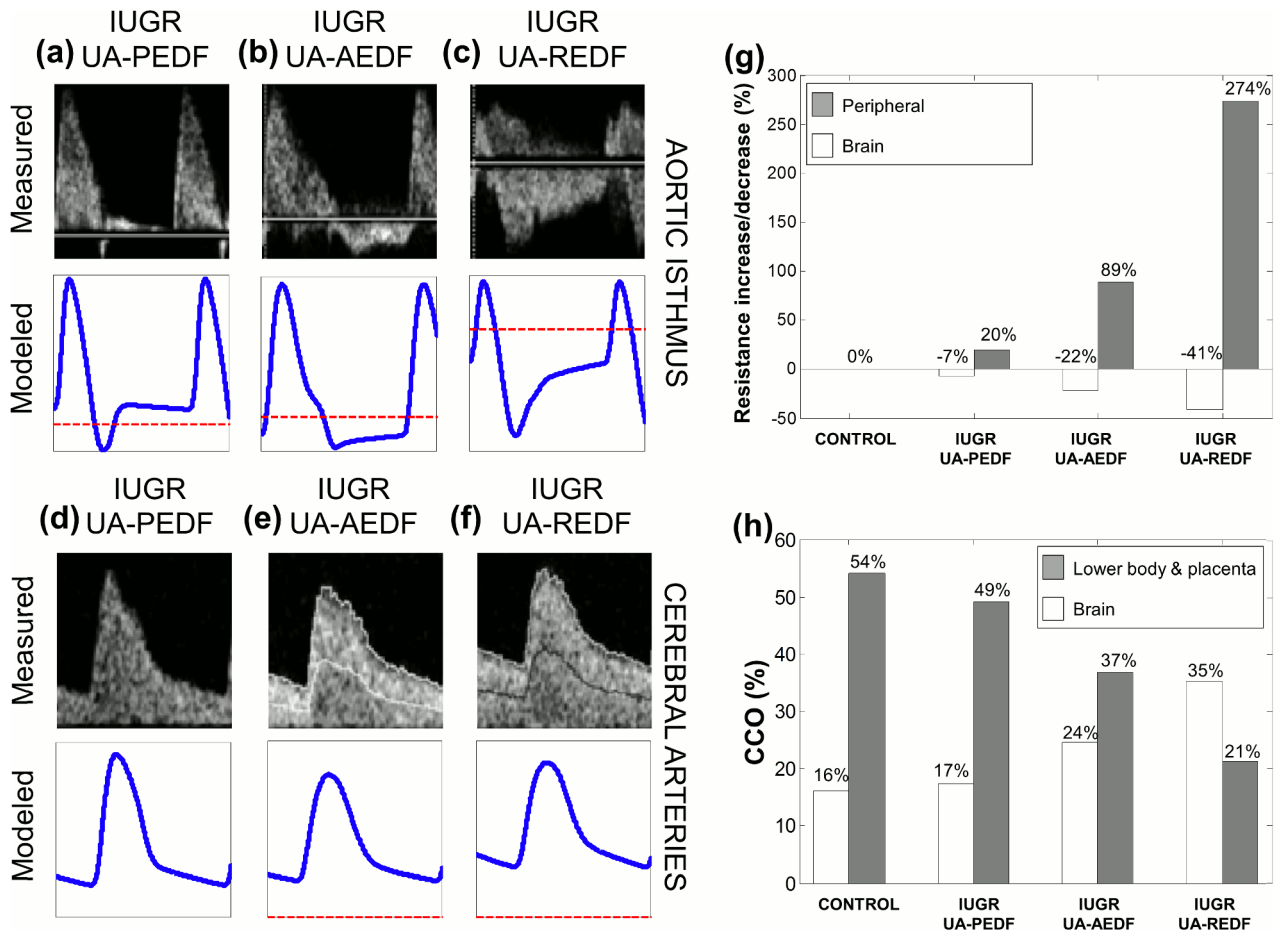 IUGR
(a) UA-PEDF
IUGR
(b) UA-AEDF
IUGR
(c) UA-REDF
Measured
Modeled
AORTIC ISTHMUS
IUGR
(d) UA-PEDF
IUGR
(e) UA-AEDF
IUGR
(f) UA-REDF
Measured
Modeled
CEREBRAL ARTERIES
(g)
Resistance increase/decrease (%)
300
250
200
150
100
50
0
-50
Peripheral
Brain
0%
-7%
20%
-22%
89%
-41%
274%
CONTROL
IUGR
UA-PEDF
IUGR
UA-AEDF
IUGR
UA-REDF
(h)
CCO (%)
60
50
40
30
20
10
0
Lower body & placenta
Brain
16%
54%
17%
49%
24%
37%
35%
21%
CONTROL
IUGR
UA-PEDF
IUGR
UA-AEDF
IUGR
UA-REDF